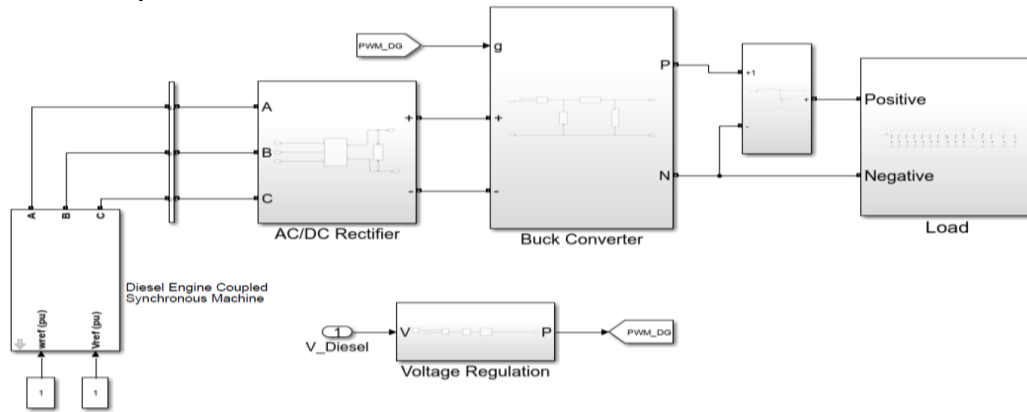 PWM_DG
g
P
+1
A
+
+
+
Positive
B
-
C
-
-
N
Negative
A
B
C
AC/DC Rectifier
Buck Converter
Load
Diesel Engine Coupled
Synchronous Machine
wref (pu)
Vref (pu)
1
V
P
PWM_DG
V_Diesel
Voltage Regulation
1
1